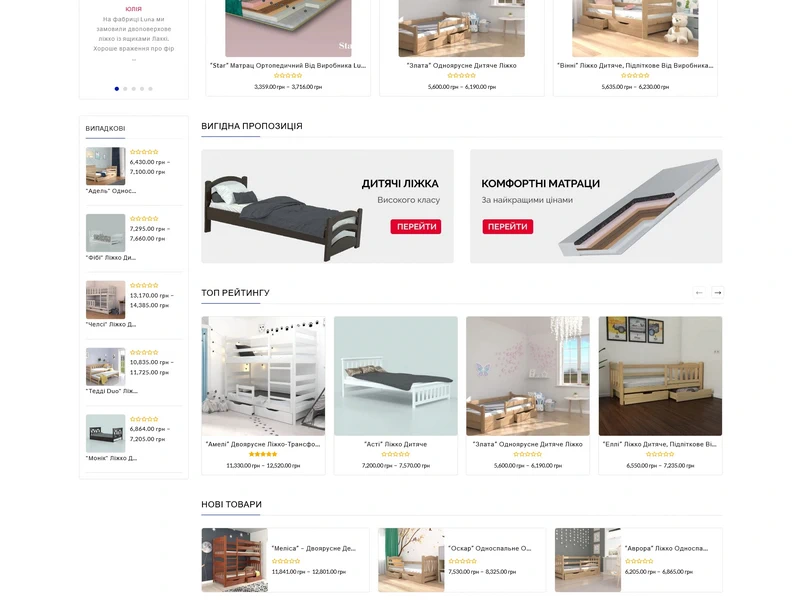 ЮЛІЯ
На фабриці Luna ми
замовили двоповерхове
ліжко із ящиками Лаккі,
Хороше враження про фір
...
Sta
"Star" Матрац Ортопедичний Від Виробника Lu...
3,359.00 грн – 3,716.00 грн
"Злата" Одноярусне Дитяче Ліжко
5,600.00 грн – 6,190.00 грн
"Вінні" Ліжко Дитяче, Підліткове Від Виробника...
5,635.00 грн – 6,230.00 грн
ВИПАДКОВІ
6,430.00 грн –
7,100.00 грн
"Адель" Однос...
7,295.00 грн –
7,660.00 грн
"Фібі" Ліжко Ди...
13,170.00 грн –
14,385.00 грн
"Челсі" Ліжко Д...
10,835.00 грн –
11,725.00 грн
"Тедді Duo" Ліж...
6,864.00 грн –
7,205.00 грн
"Монік" Ліжко Д...
ВИГІДНА ПРОПОЗИЦІЯ
ДИТЯЧІ ЛІЖКА
Високого класу
ПЕРЕЙТИ
КОМФОРТНІ МАТРАЦИ
За найкращими цінами
ПЕРЕЙТИ
ТОП РЕЙТИНГУ
← →
"Амелі" Двоярусне Ліжко-Трансфо...
11,330.00 грн – 12,520.00 грн
"Асті" Ліжко Дитяче
7,200.00 грн – 7,570.00 грн
"Злата" Одноярусне Дитяче Ліжко
5,600.00 грн – 6,190.00 грн
"Еллі" Ліжко Дитяче, Підліткове Ві...
6,550.00 грн – 7,235.00 грн
НОВІ ТОВАРИ
"Меліса" – Двоярусне Де...
11,841.00 грн – 12,801.00 грн
"Оскар" Односпальне О...
7,530.00 грн – 8,325.00 грн
"Аврора" Ліжко Односпа...
6,205.00 грн – 6,865.00 грн